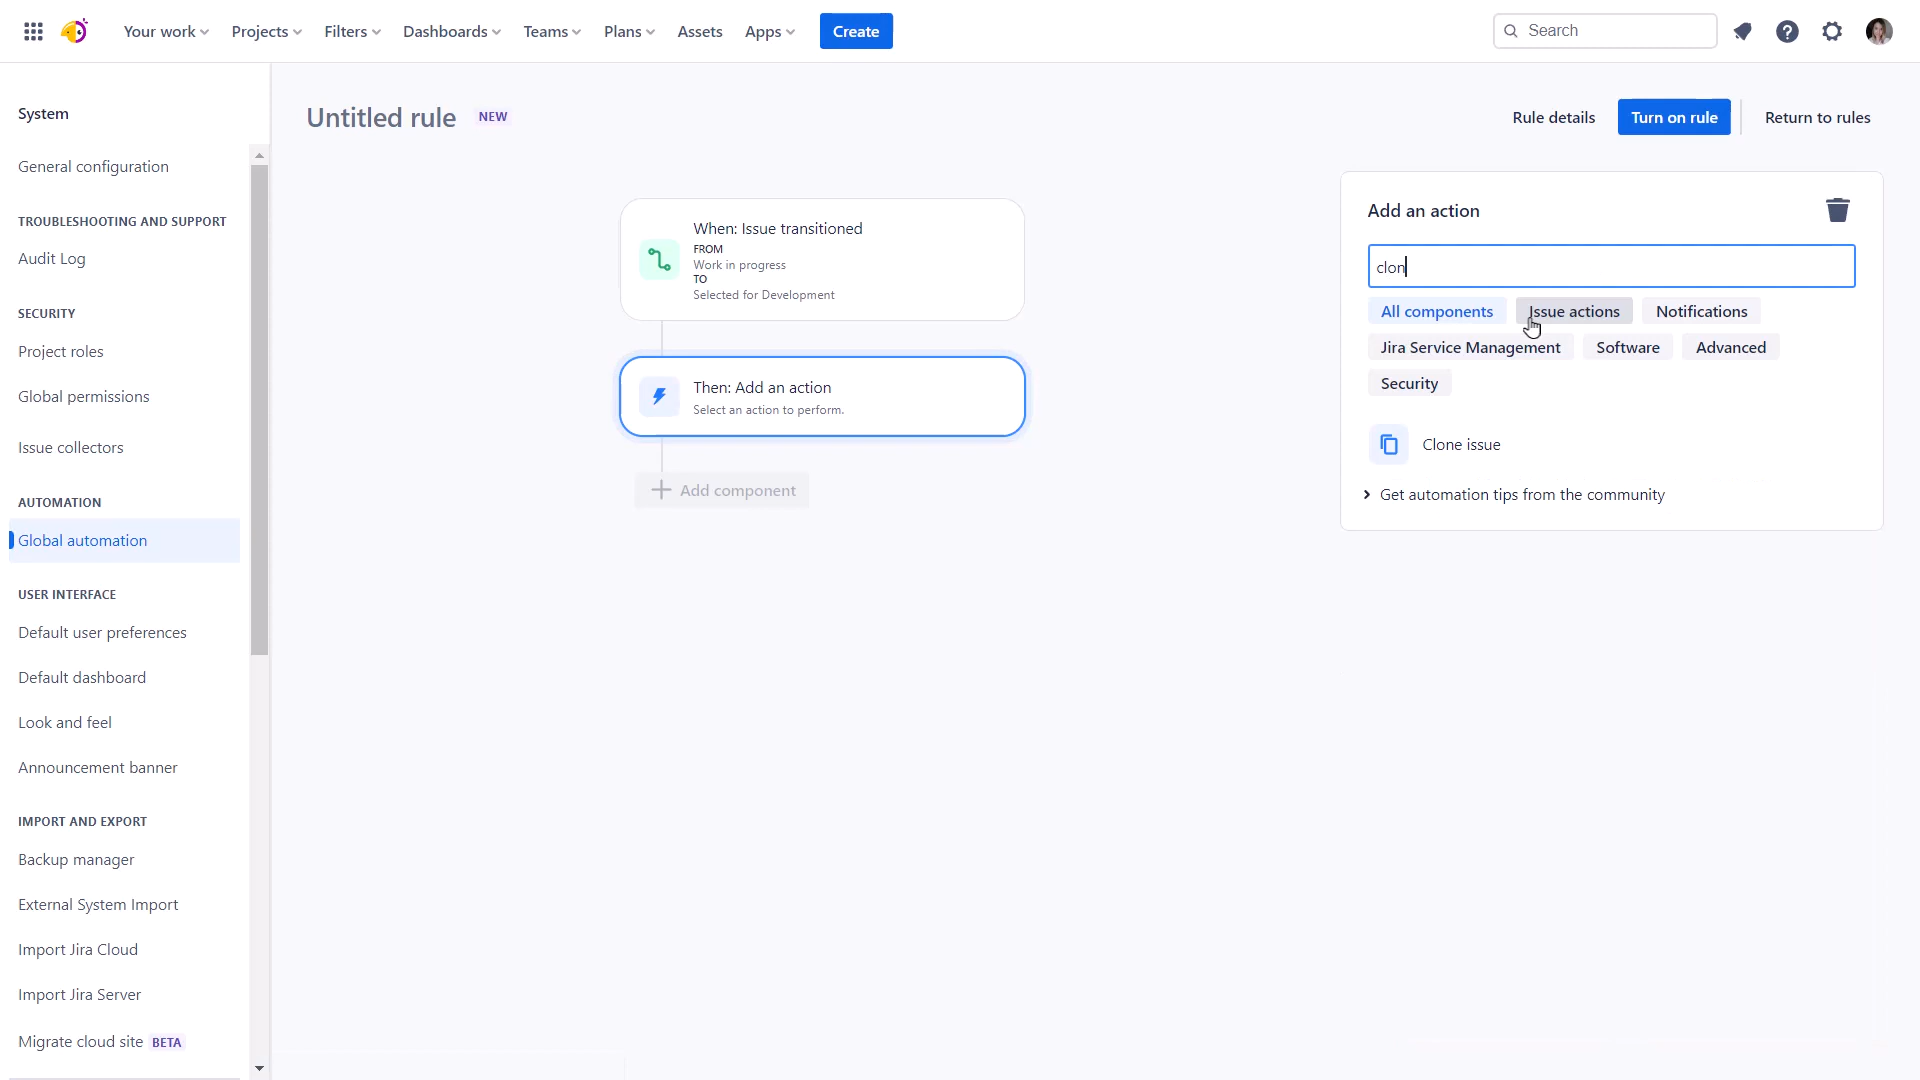 Your work
Projects
Filters
Dashboards
Teams
Plans
Assets
Apps
Create
Search
System
General configuration
TROUBLESHOOTING AND SUPPORT
Audit Log
SECURITY
Project roles
Global permissions
Issue collectors
AUTOMATION
Global automation
USER INTERFACE
Default user preferences
Default dashboard
Look and feel
Announcement banner
IMPORT AND EXPORT
Backup manager
External System Import
Import Jira Cloud
Import Jira Server
Migrate cloud site BETA
Untitled rule NEW
Rule details
Turn on rule
Return to rules
When: Issue transitioned
FROM
Work in progress
TO
Selected for Development
Then: Add an action
Select an action to perform.
Add component
Add an action
clon
All components
Issue actions
Notifications
Jira Service Management
Software
Advanced
Security
Clone issue
Get automation tips from the community